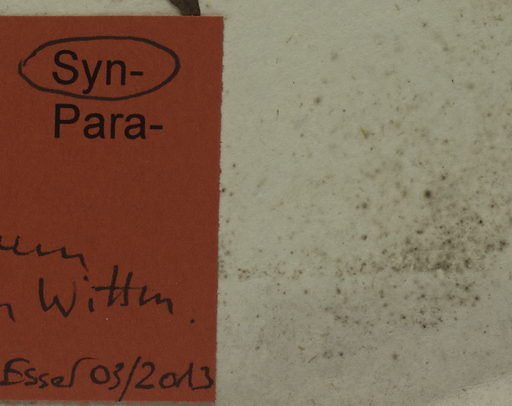 Syn-
Para-
Witten.
Esser 03/2013